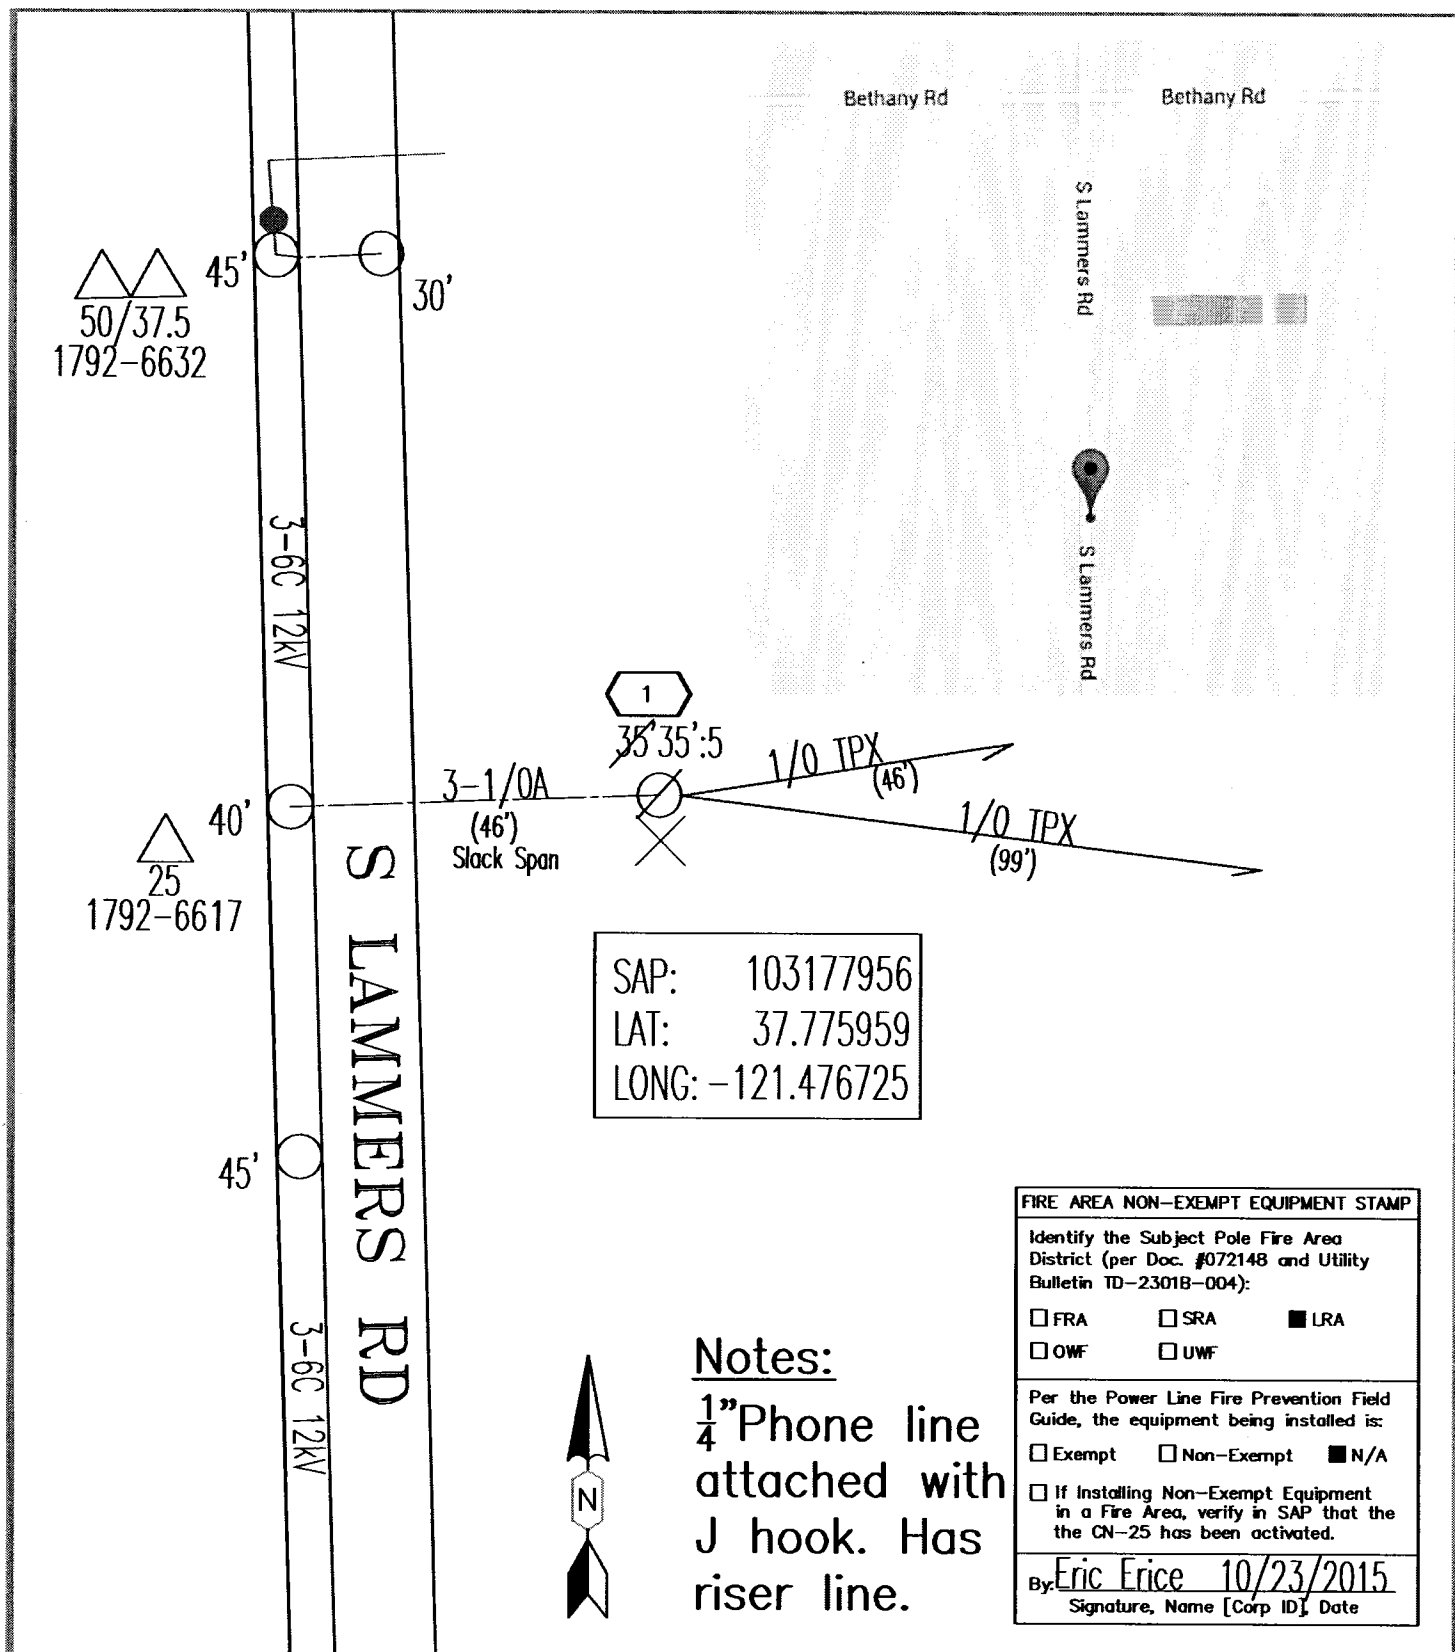 Bethany Rd
Bethany Rd
S Lammers Rd
45'
30'
50/37.5
1792-6632
3-6C 12kV
S Lammers Rd
1
35'35':5
1/0 TPX
(46')
3-1/0A
(46')
Slack Span
40'
25
1792-6617
1/0 TPX
(99')
S LAMMERS RD
SAP: 103177956
LAT: 37.775959
LONG: -121.476725
45'
3-6C 12kV
N
Notes:
1/4"Phone line
attached with
J hook. Has
riser line.
FIRE AREA NON-EXEMPT EQUIPMENT STAMP
Identify the Subject Pole Fire Area
District (per Doc. #072148 and Utility
Bulletin TD-2301B-004):
☐ FRA ☐ SRA ■ LRA
☐ OWF ☐ UWF
Per the Power Line Fire Prevention Field
Guide, the equipment being installed is:
☐ Exempt ☐ Non-Exempt ■ N/A
☐ If Installing Non-Exempt Equipment
in a Fire Area, verify in SAP that the
the CN-25 has been activated.
By: Eric Erice 10/23/2015
Signature, Name [Corp ID], Date